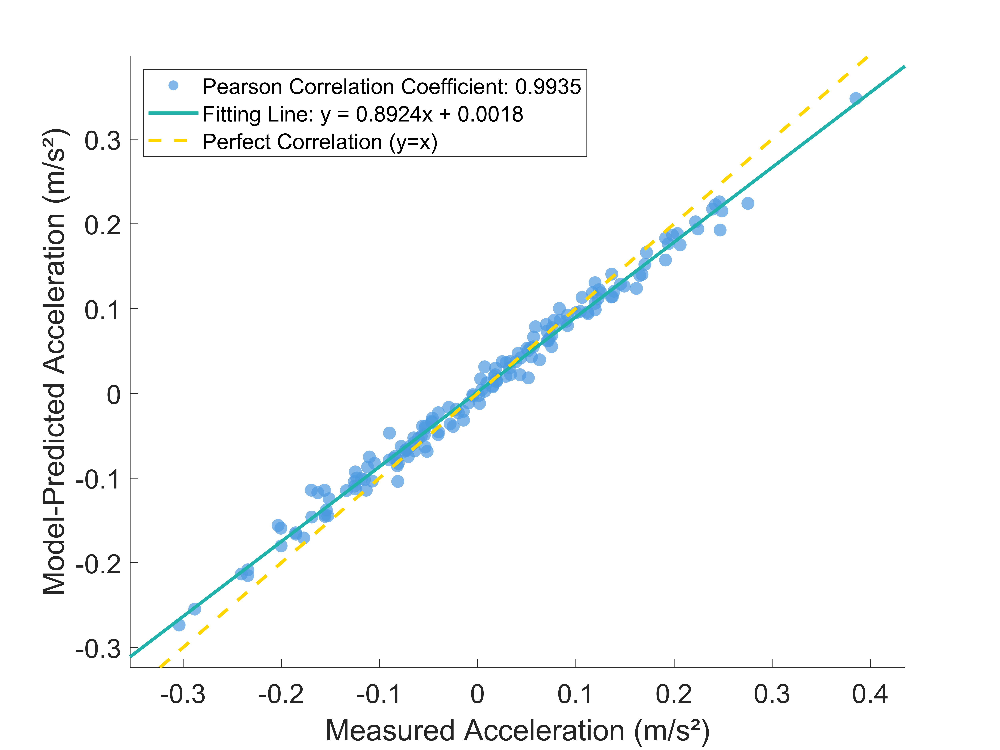 Pearson Correlation Coefficient: 0.9935
Fitting Line: y = 0.8924x + 0.0018
Perfect Correlation (y=x)
Model-Predicted Acceleration (m/s²)
0.3
0.2
0.1
0
-0.1
-0.2
-0.3
-0.3 -0.2 -0.1 0 0.1 0.2 0.3 0.4
Measured Acceleration (m/s²)